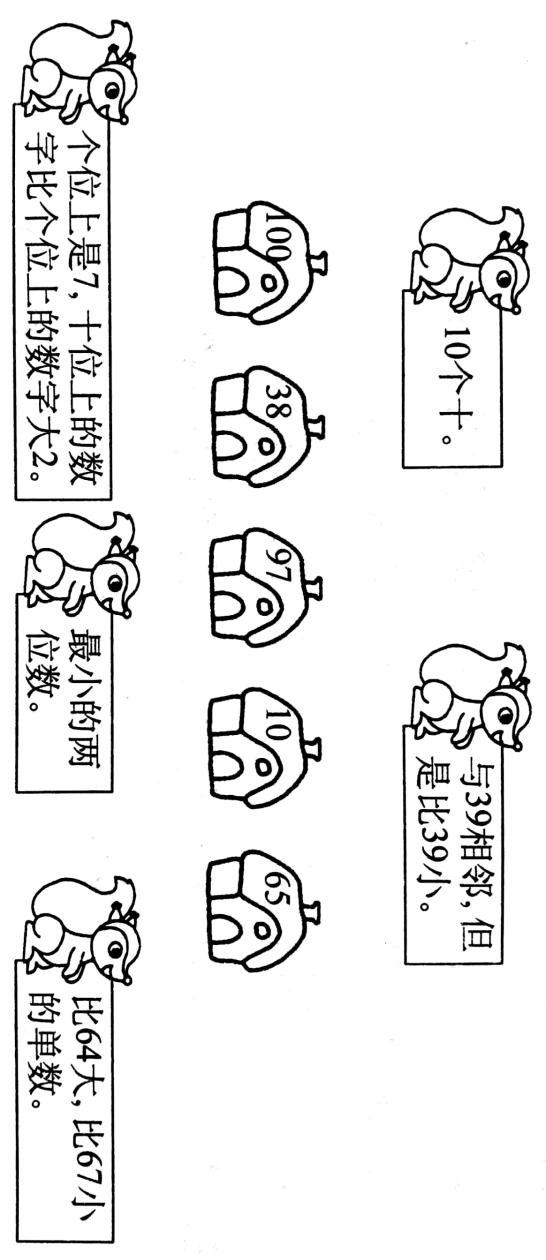 10个十。
与39相邻,但
是比39小。
100
38
97
10
65
个位上是7,十位上的数
字比个位上的数字大2。
最小的两
位数。
比64大,比67小
的单数。